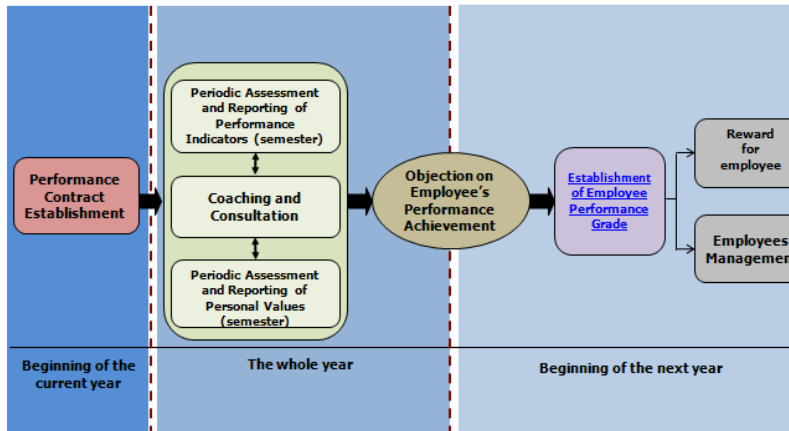 Performance
Contract
Establishment
Periodic Assessment
and Reporting of
Performance
Indicators (semester)
Coaching and
Consultation
Periodic Assessment
and Reporting of
Personal Values
(semester)
Objection on
Employee's
Performance
Achievement
Establishment
of Employee
Performance
Grade
Reward
for
employee
Employees
Managemen
Beginning of the
current year
The whole year
Beginning of the next year